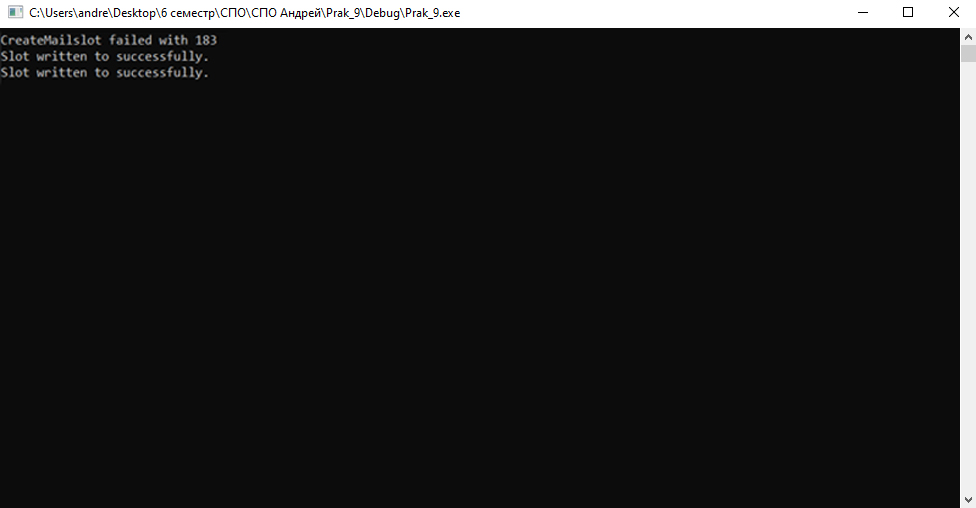 C:\Users\andre\Desktop\6 семестр\СПО\СПО Андрей\Prak_9\Debug\Prak_9.exe
CreateMailslot failed with 183
Slot written to successfully.
Slot written to successfully.